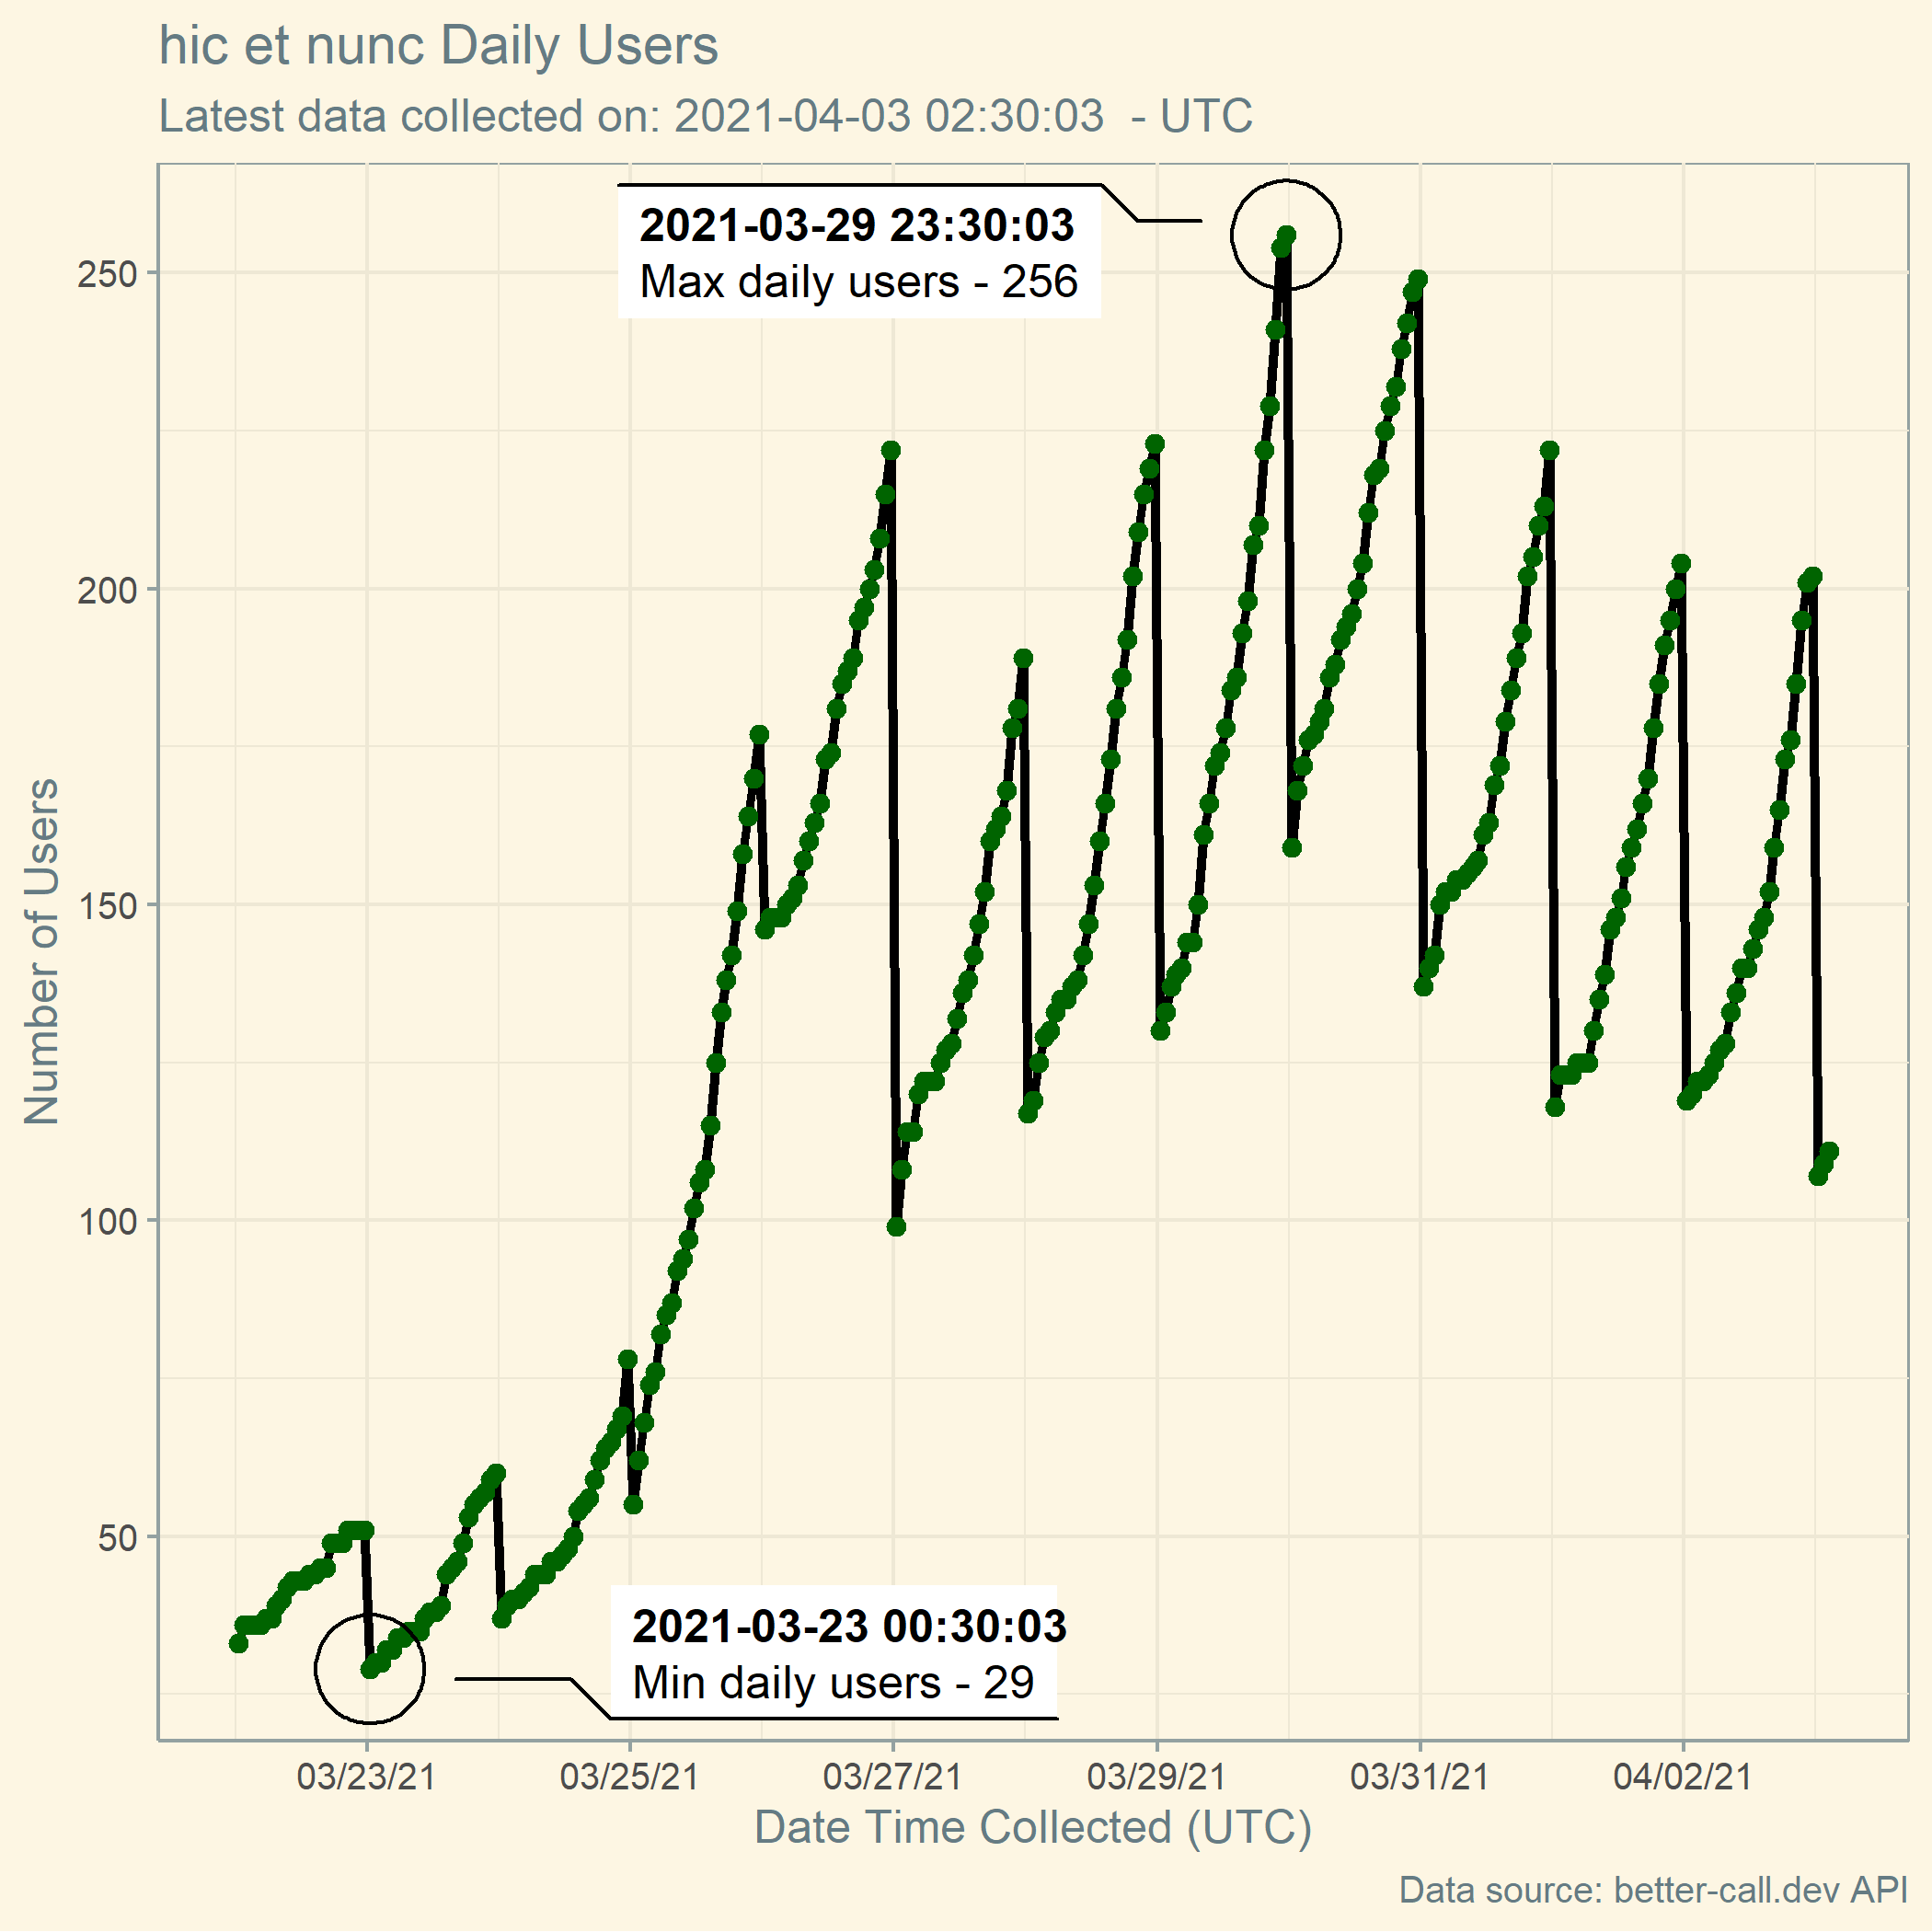 hic et nunc Daily Users
Latest data collected on: 2021-04-03 02:30:03  - UTC
2021-03-29 23:30:03
Max daily users - 256
250
200
150
100
50
Number of Users
2021-03-23 00:30:03
Min daily users - 29
03/23/21
03/25/21
03/27/21
03/29/21
03/31/21
04/02/21
Date Time Collected (UTC)
Data source: better-call.dev API